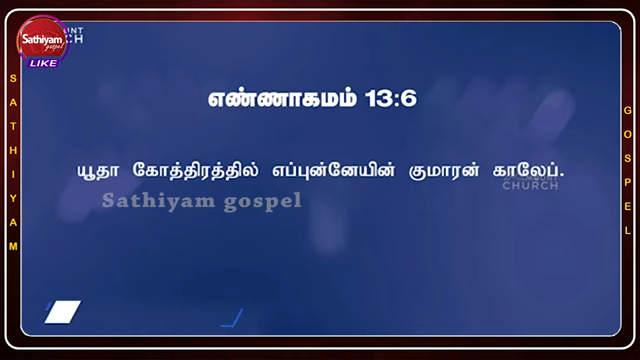 Sathiyam
gospel
LIKE
SATHIYAM
GOSPEL
எண்ணாகமம் 13:6
யூதா கோத்திரத்தில் எப்புன்னேயின் குமாரன் காலேப்.
CHURCH
Sathiyam gospel